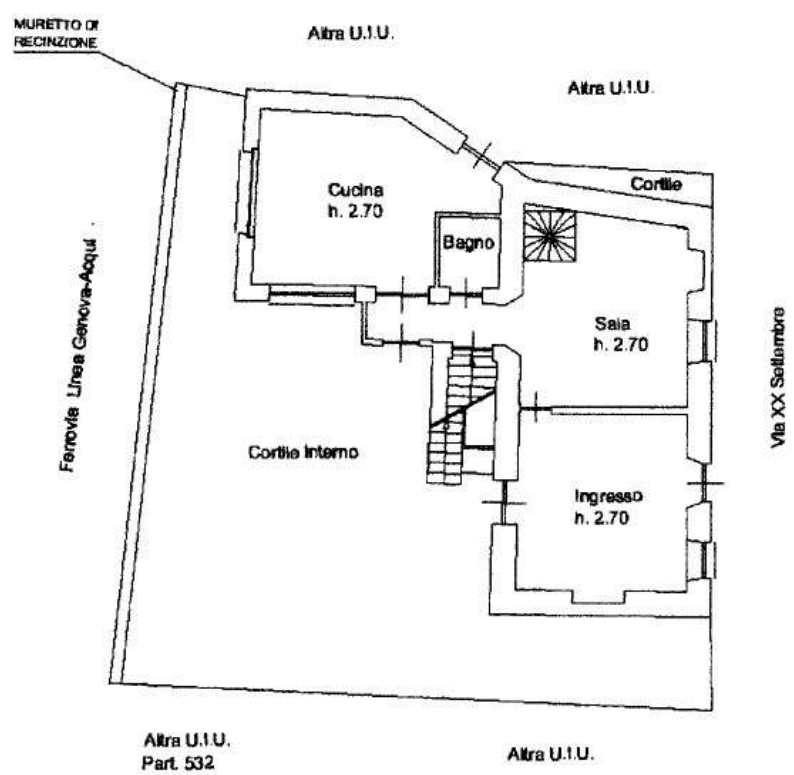 MURETTO DI
RECINZIONE
Altra U.I.U.
Altra U.I.U.
Cortile
Cucina
h. 2.70
Bagno
Sala
h. 2.70
Ferrovia Linea Genova-Acqui
Via XX Settembre
Cortile interno
Ingresso
h. 2.70
Altra U.I.U.
Part. 532
Altra U.I.U.